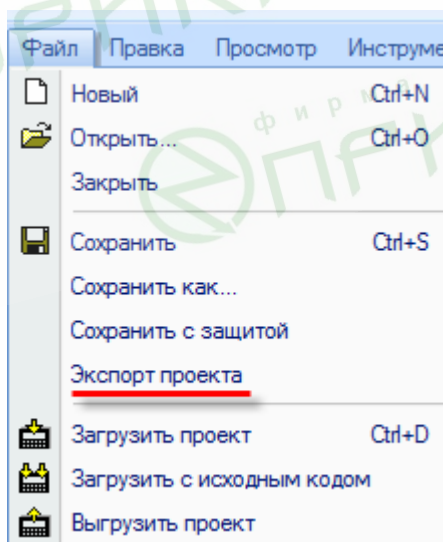 Файл Правка Просмотр Инструме
Новый Ctrl+N
Открыть... Ctrl+O
Закрыть
Сохранить Ctrl+S
Сохранить как...
Сохранить с защитой
Экспорт проекта
Загрузить проект Ctrl+D
Загрузить с исходным кодом
Выгрузить проект
фирма